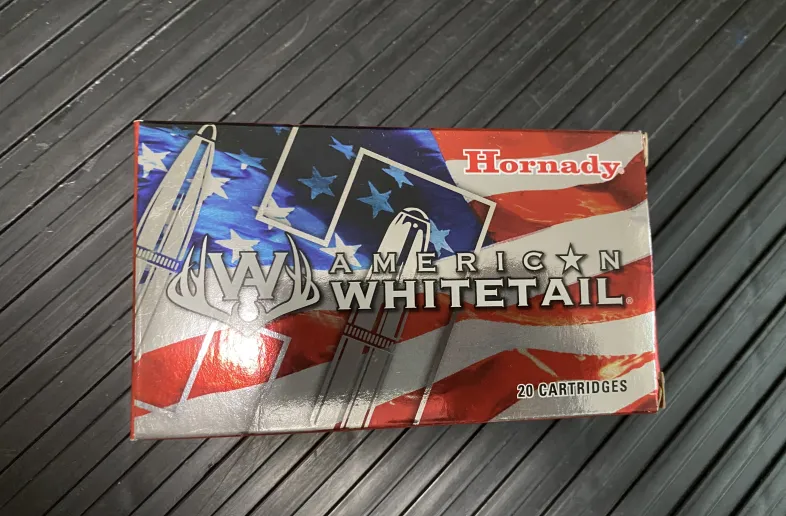 Hornady
W
AMERICAN
WHITETAIL®
20 CARTRIDGES